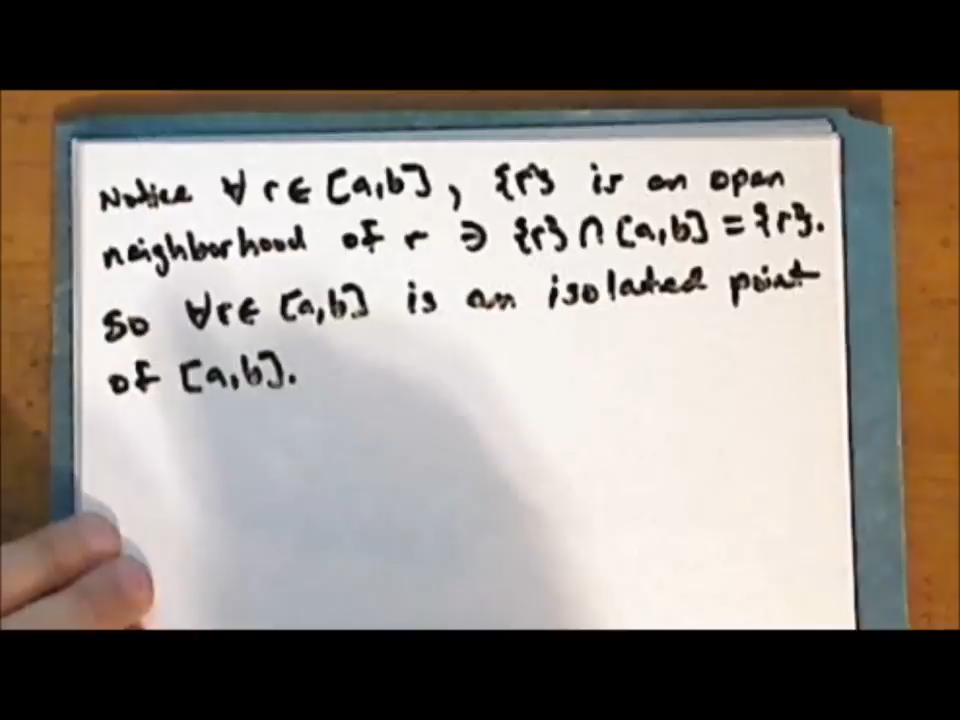 Notice ∀ r ∈ [a,b], {r} is an open
neighborhood of r ∋ {r} ∩ [a,b] = {r}.
So ∀r∈ [a,b] is an isolated point
of [a,b].